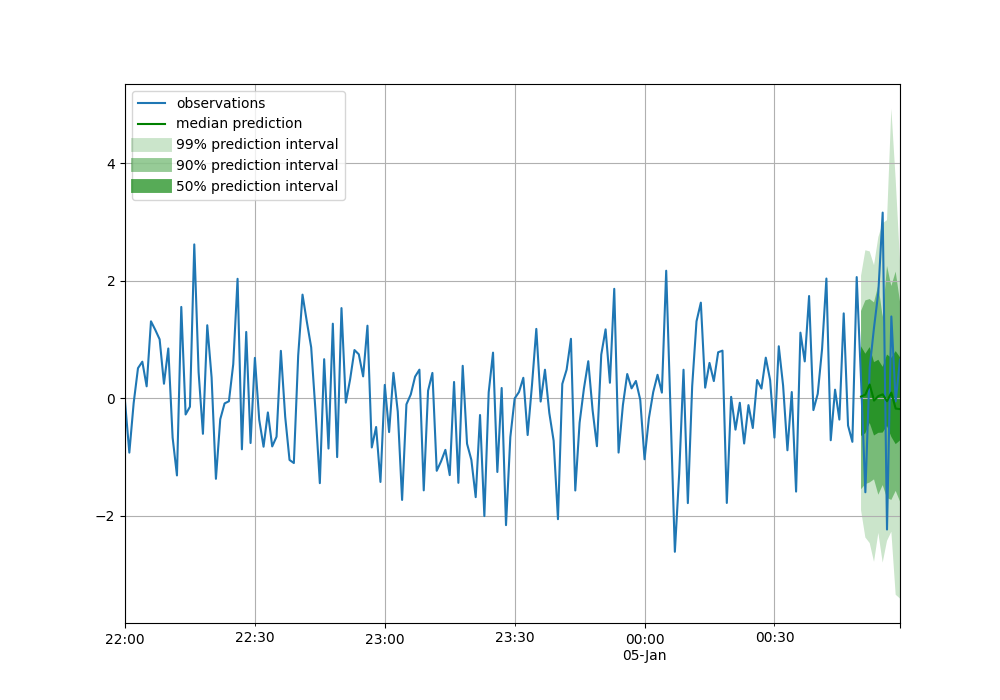 observations
median prediction
99% prediction interval
90% prediction interval
50% prediction interval
4
2
0
−2
22:00 22:30 23:00 23:30 00:00 00:30
05-Jan